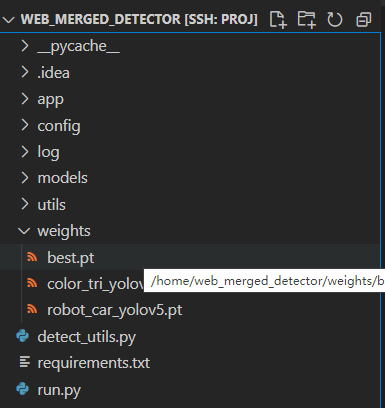 WEB_MERGED_DETECTOR [SSH: PROJ]
__pycache__
.idea
app
config
log
models
utils
weights
best.pt
/home/web_merged_detector/weights/b
color_tri_yolov
robot_car_yolov5.pt
detect_utils.py
requirements.txt
run.py